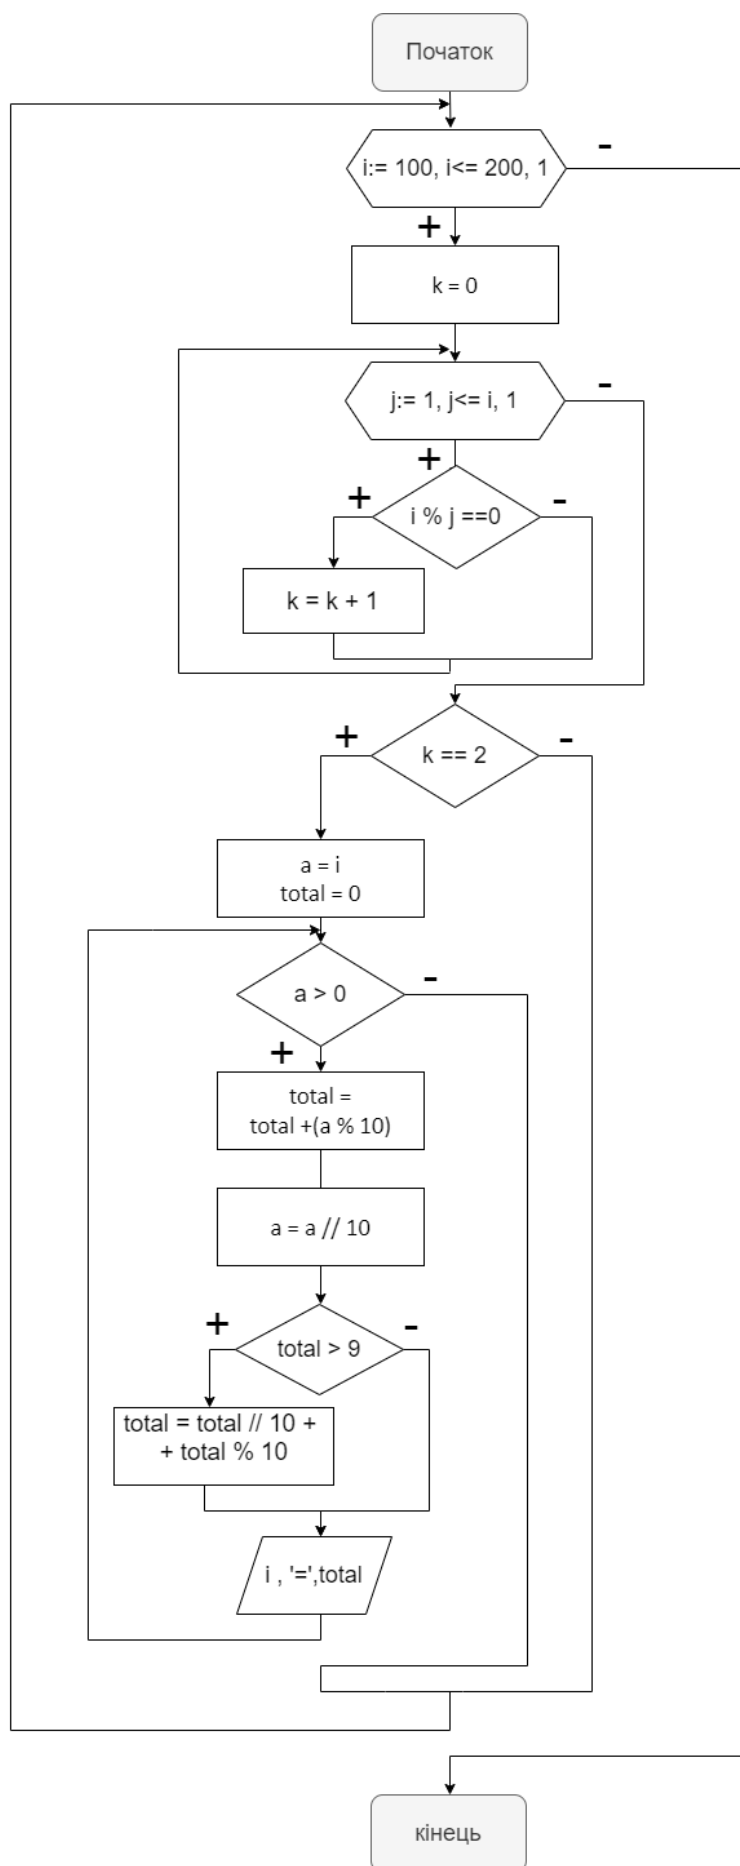 Початок
-
i:= 100, i<= 200, 1
+
k = 0
-
j:= 1, j<= i, 1
+
+
-
i % j ==0
k = k + 1
+
-
k == 2
a = i
total = 0
-
a > 0
+
total =
total +(a % 10)
a = a // 10
+
-
total > 9
total = total // 10 +
+ total % 10
i , '=',total
кінець